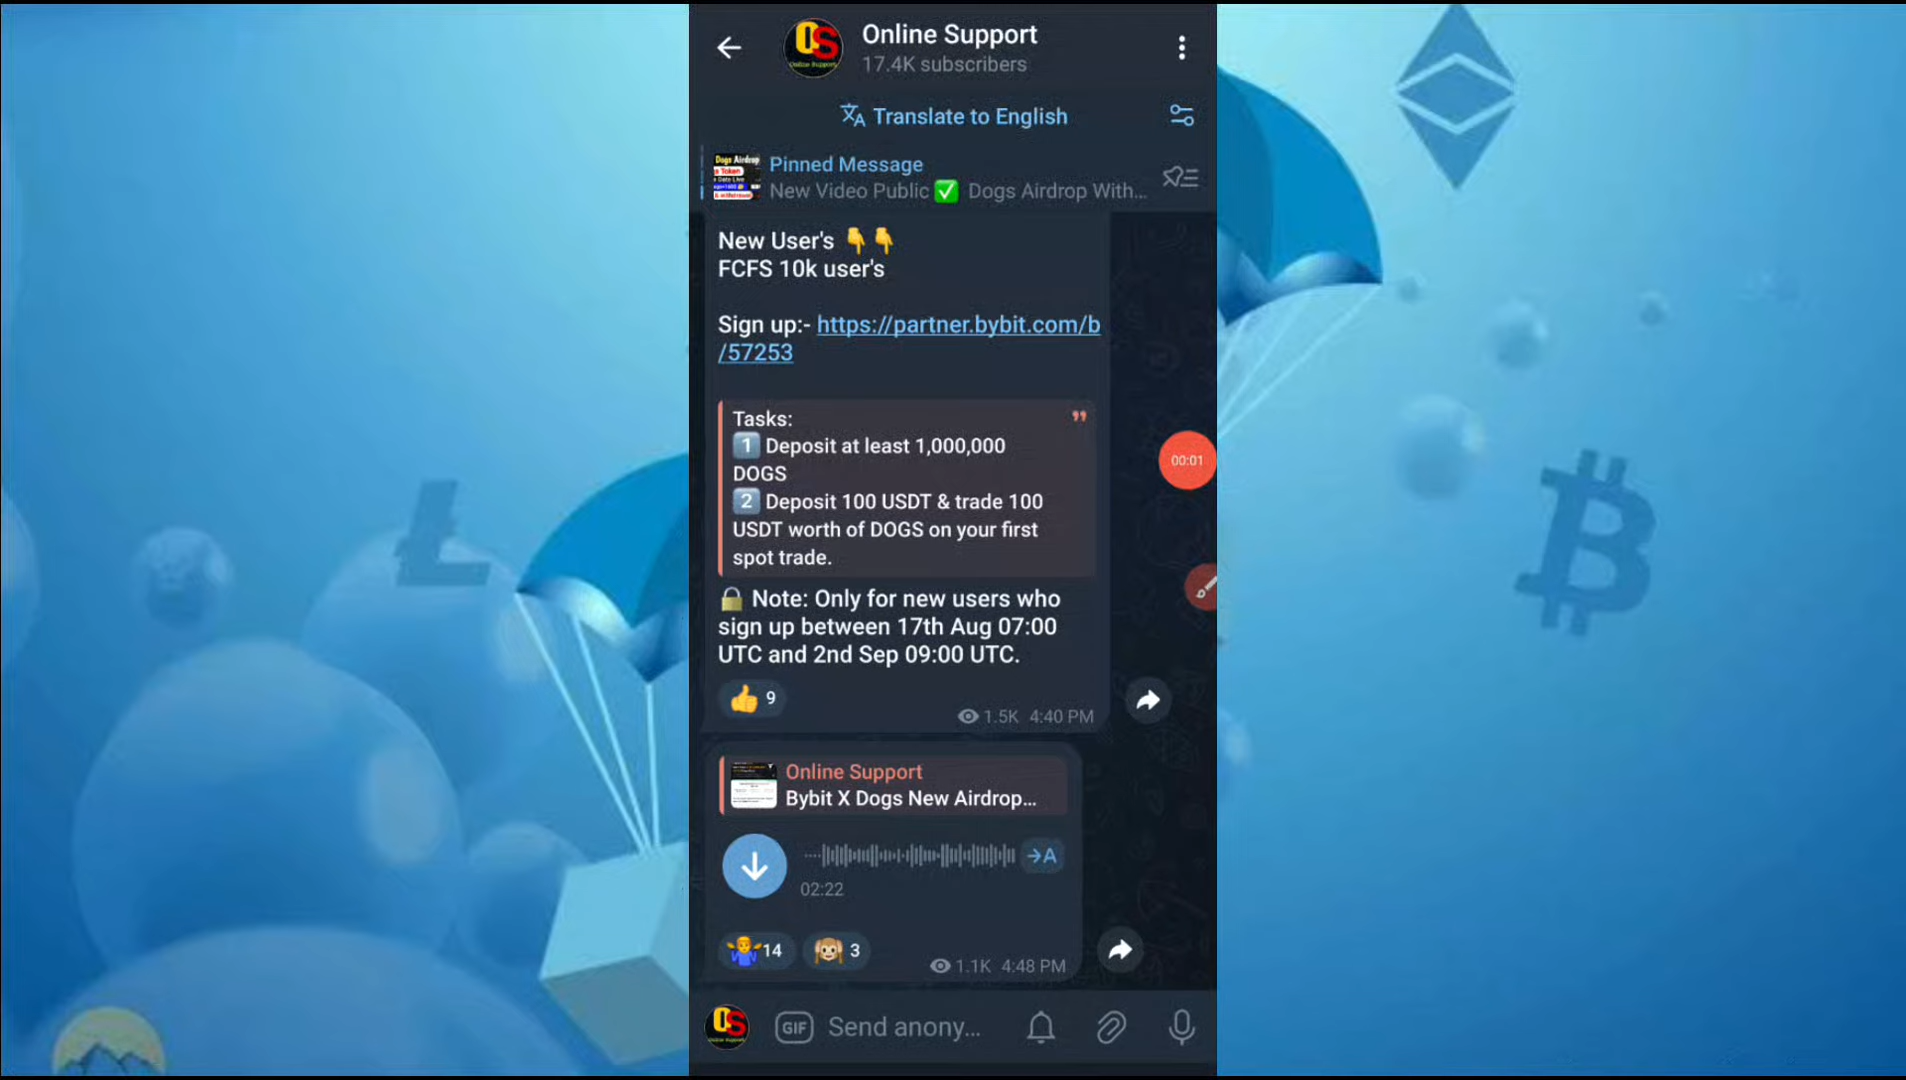 Online Support
17.4K subscribers
Translate to English
Dogs Airdrop
Pinned Message
New Video Public ✅ Dogs Airdrop With...
New User's 👇👇
FCFS 10k user's
Sign up:- https://partner.bybit.com/b
/57253
Tasks:
1️⃣ Deposit at least 1,000,000
DOGS
2️⃣ Deposit 100 USDT & trade 100
USDT worth of DOGS on your first
spot trade.
🔒 Note: Only for new users who
sign up between 17th Aug 07:00
UTC and 2nd Sep 09:00 UTC.
👍 9
1.5K 4:40 PM
00:01
Online Support
Bybit X Dogs New Airdrop...
→A
02:22
🤷‍♂️ 14 🙉 3
1.1K 4:48 PM
OS
GIF Send anony...